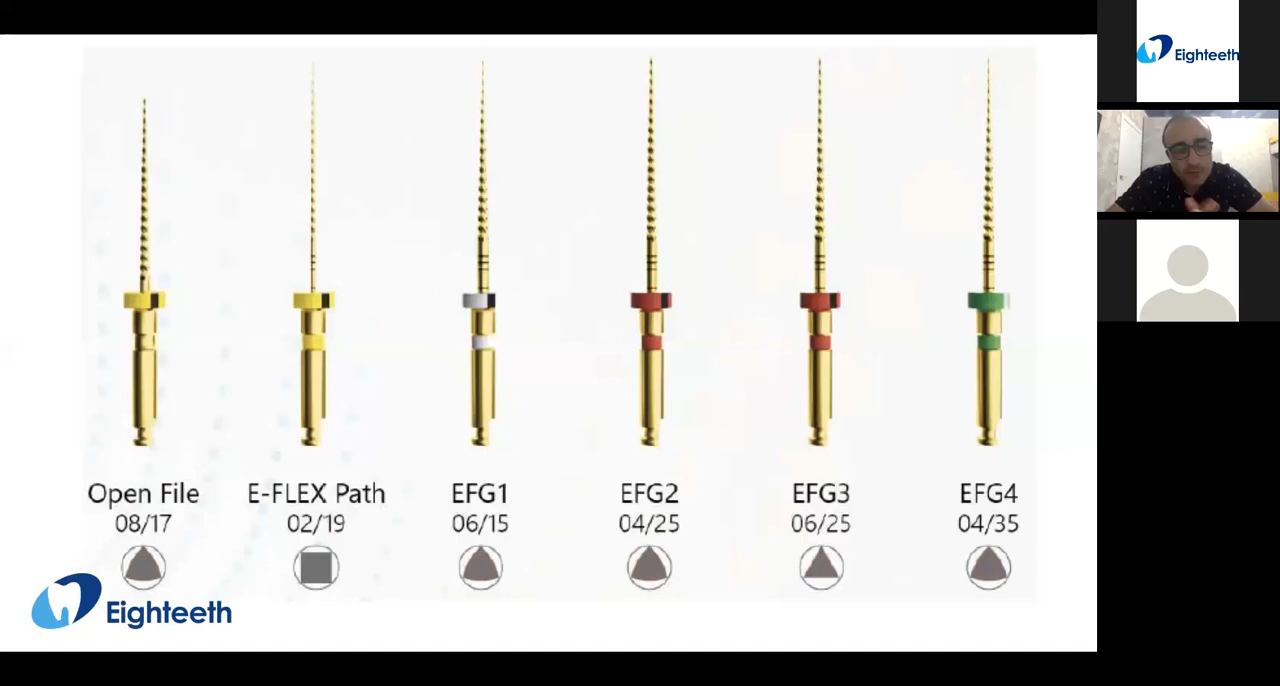 Open File
08/17
E-FLEX Path
02/19
EFG1
06/15
EFG2
04/25
EFG3
06/25
EFG4
04/35
Eighteeth
Eighteeth